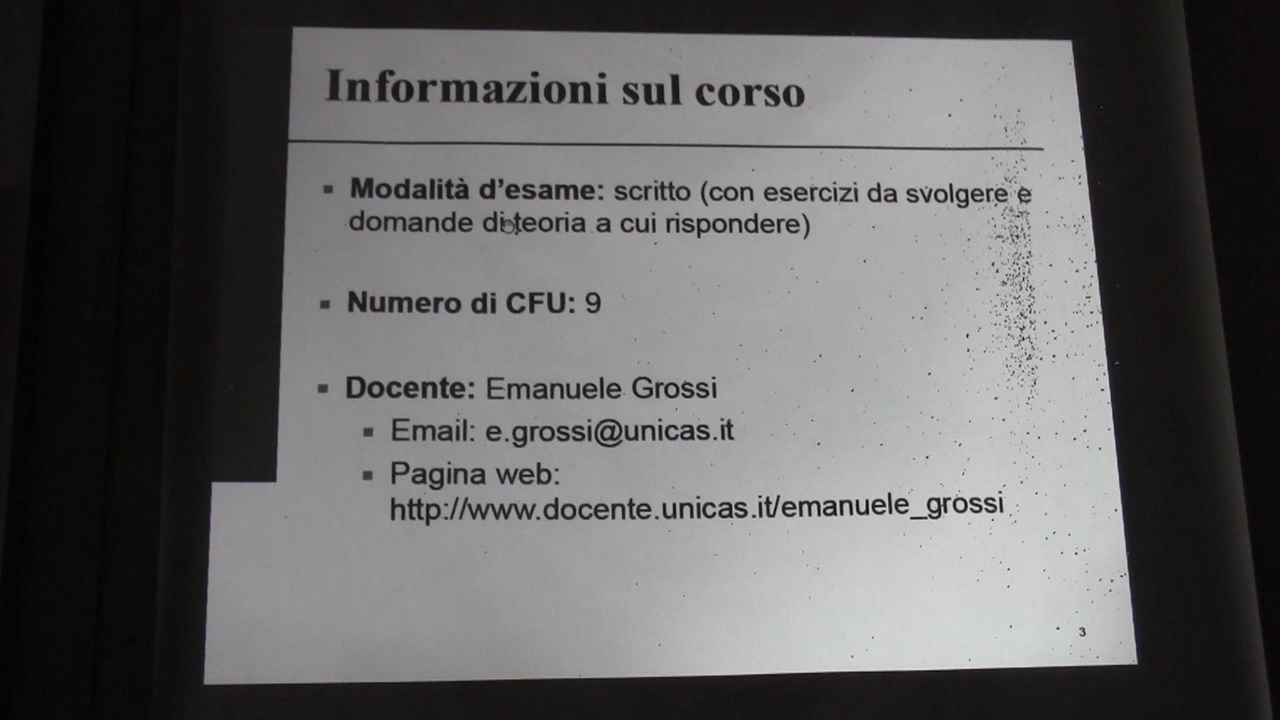 Informazioni sul corso
Modalità d'esame: scritto (con esercizi da svolgere e
domande di teoria a cui rispondere)
Numero di CFU: 9
Docente: Emanuele Grossi
Email: e.grossi@unicas.it
Pagina web:
http://www.docente.unicas.it/emanuele_grossi
3